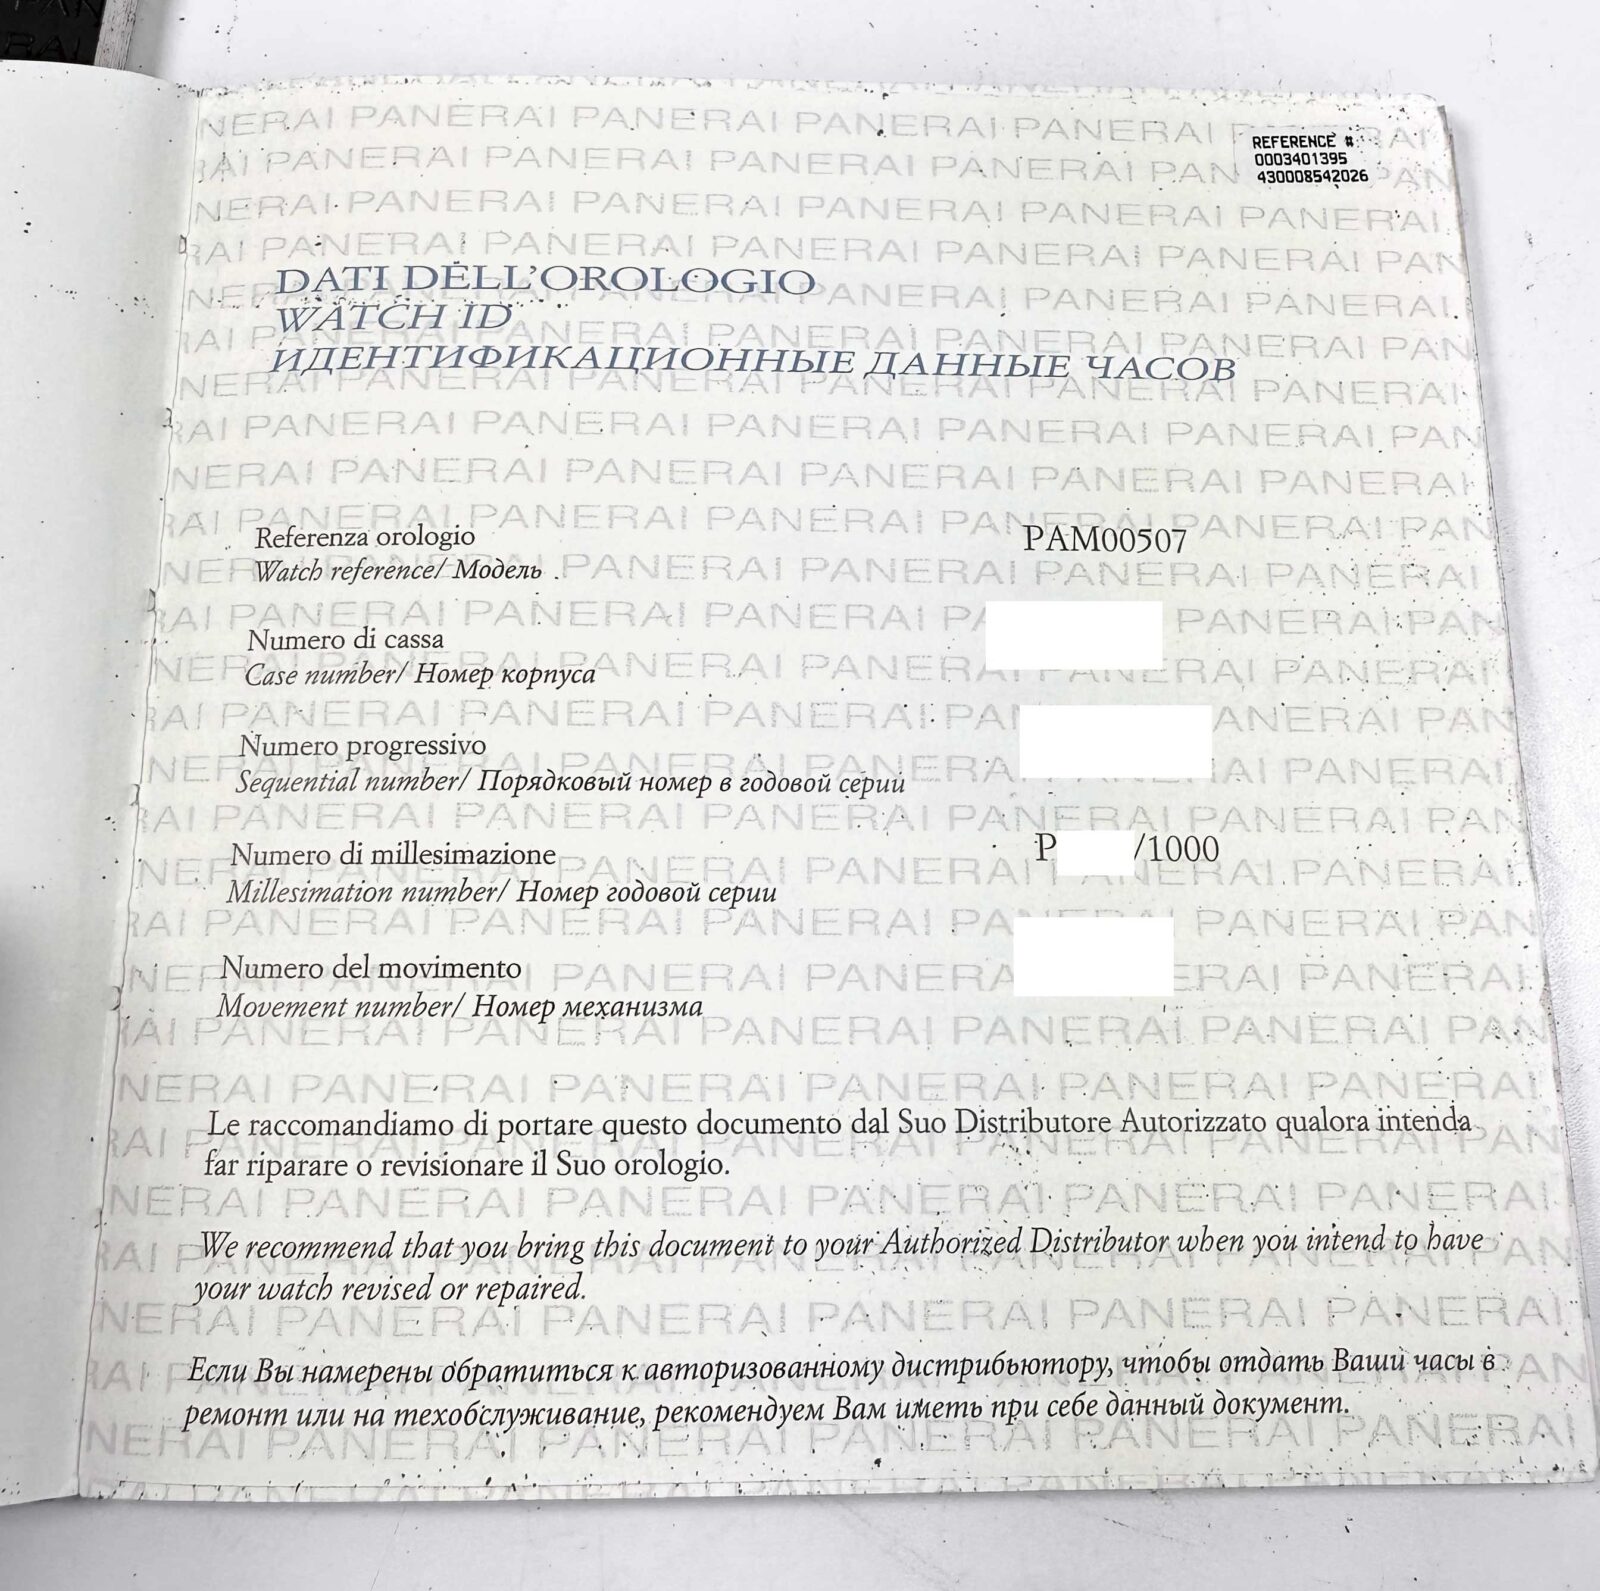 REFERENCE #
0003401395
430008542026
DATI DELL'OROLOGIO
WATCH ID
ИДЕНТИФИКАЦИОННЫЕ ДАННЫЕ ЧАСОВ
Referenza orologio PAM00507
Watch reference/ Модель
Numero di cassa
Case number/ Номер корпуса
Numero progressivo
Sequential number/ Порядковый номер в годовой серии
Numero di millesimazione P /1000
Millesimation number/ Номер годовой серии
Numero del movimento
Movement number/ Номер механизма
Le raccomandiamo di portare questo documento dal Suo Distributore Autorizzato qualora intenda
far riparare o revisionare il Suo orologio.
We recommend that you bring this document to your Authorized Distributor when you intend to have
your watch revised or repaired.
Если Вы намерены обратиться к авторизованному дистрибьютору, чтобы отдать Ваши часы в
ремонт или на техобслуживание, рекомендуем Вам иметь при себе данный документ.